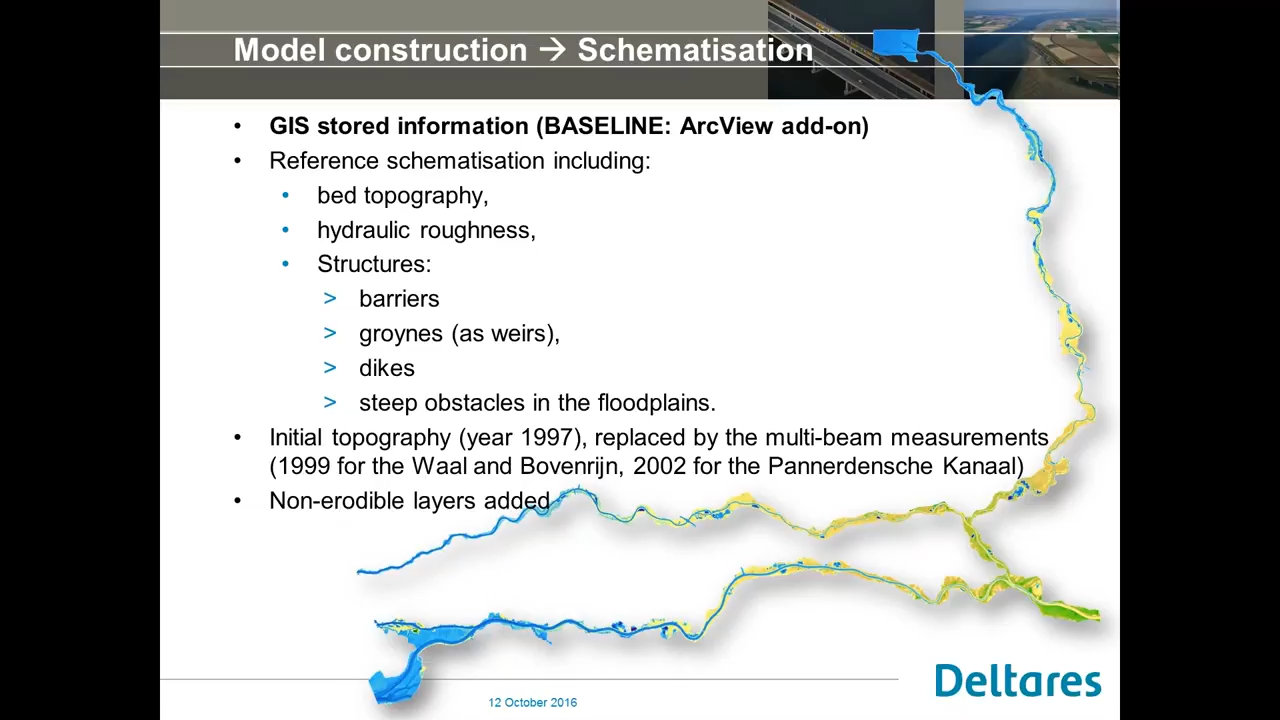 Model construction → Schematisation
• GIS stored information (BASELINE: ArcView add-on)
• Reference schematisation including:
• bed topography,
• hydraulic roughness,
• Structures:
> barriers
> groynes (as weirs),
> dikes
> steep obstacles in the floodplains.
• Initial topography (year 1997), replaced by the multi-beam measurements
(1999 for the Waal and Bovenrijn, 2002 for the Pannerdensche Kanaal)
• Non-erodible layers added
12 October 2016
Deltares